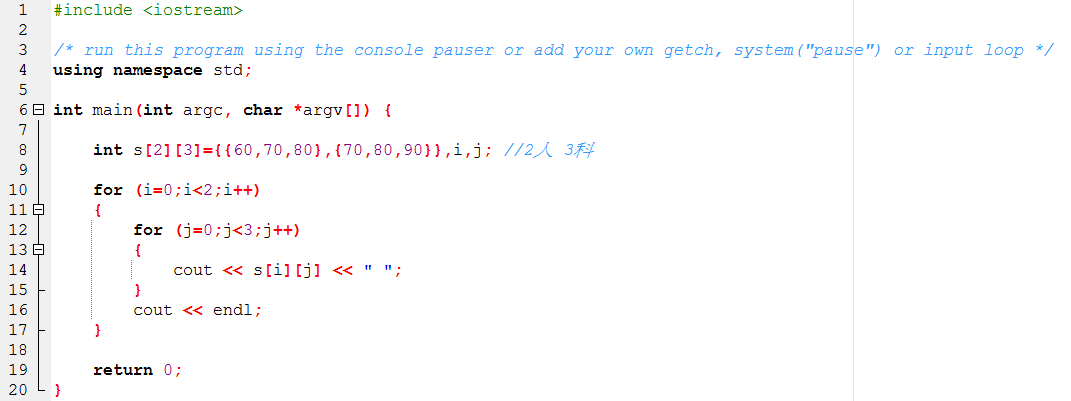 1 #include <iostream>
2
3 /* run this program using the console pauser or add your own getch, system("pause") or input loop */
4 using namespace std;
5
6 int main(int argc, char *argv[]) {
7
8 int s[2][3]={{60,70,80},{70,80,90}},i,j; //2人 3科
9
10 for (i=0;i<2;i++)
11 {
12 for (j=0;j<3;j++)
13 {
14 cout << s[i][j] << " ";
15 }
16 cout << endl;
17 }
18
19 return 0;
20 }